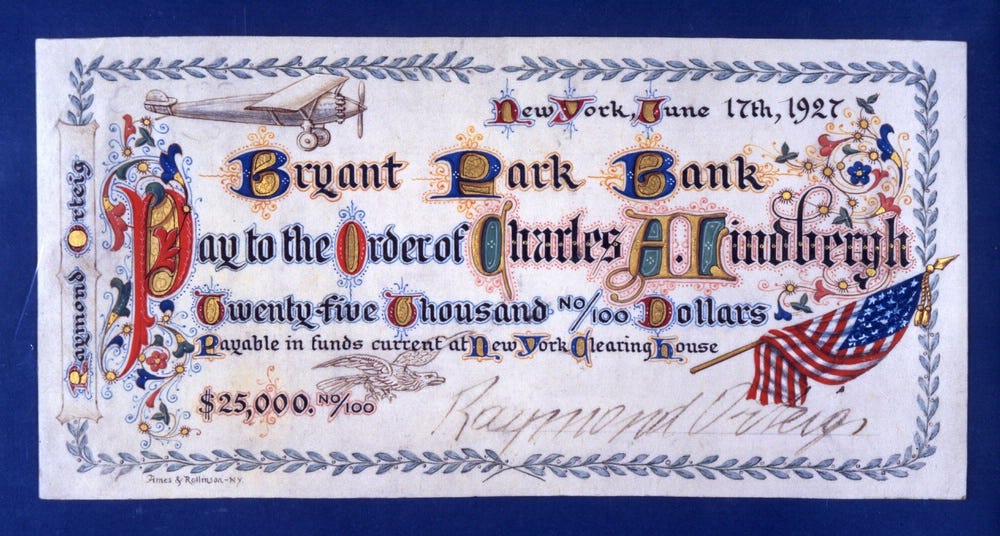 New York, June 17th, 1927
Bryant Park Bank
Pay to the Order of Charles A. Lindbergh
Twenty-five Thousand No/100 Dollars
Payable in funds current at New York Clearing House
$25,000. No/100
Raymond Orteig
Raymond Orteig
Ames & Rollinson-N.Y.